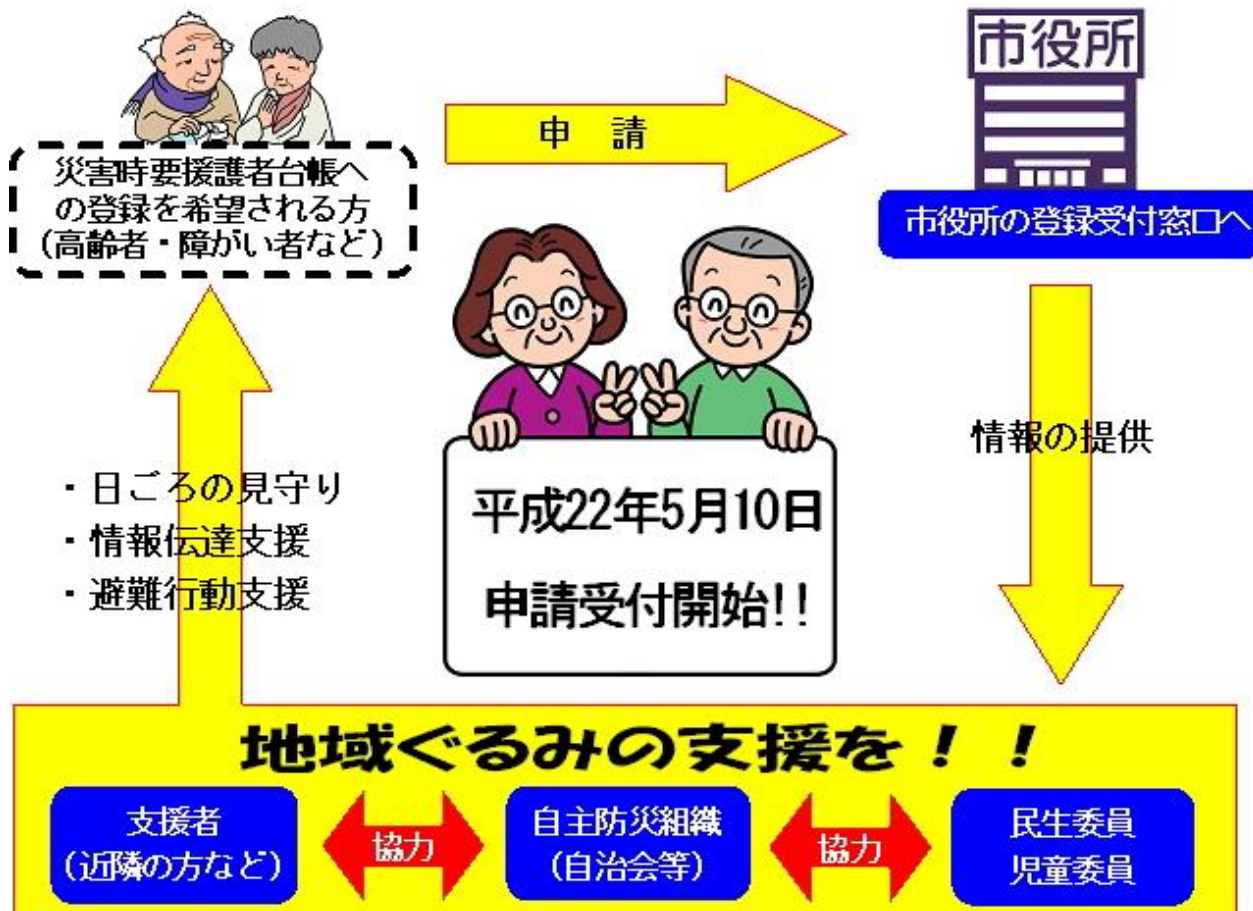 市役所
申 請
災害時要援護者台帳へ
の登録を希望される方
(高齢者・障がい者など)
市役所の登録受付窓口へ
情報の提供
・日ごろの見守り
・情報伝達支援
・避難行動支援
平成22年5月10日
申請受付開始!!
地域ぐるみの支援を！！
支援者
(近隣の方など)
協力
自主防災組織
(自治会等)
協力
民生委員
児童委員